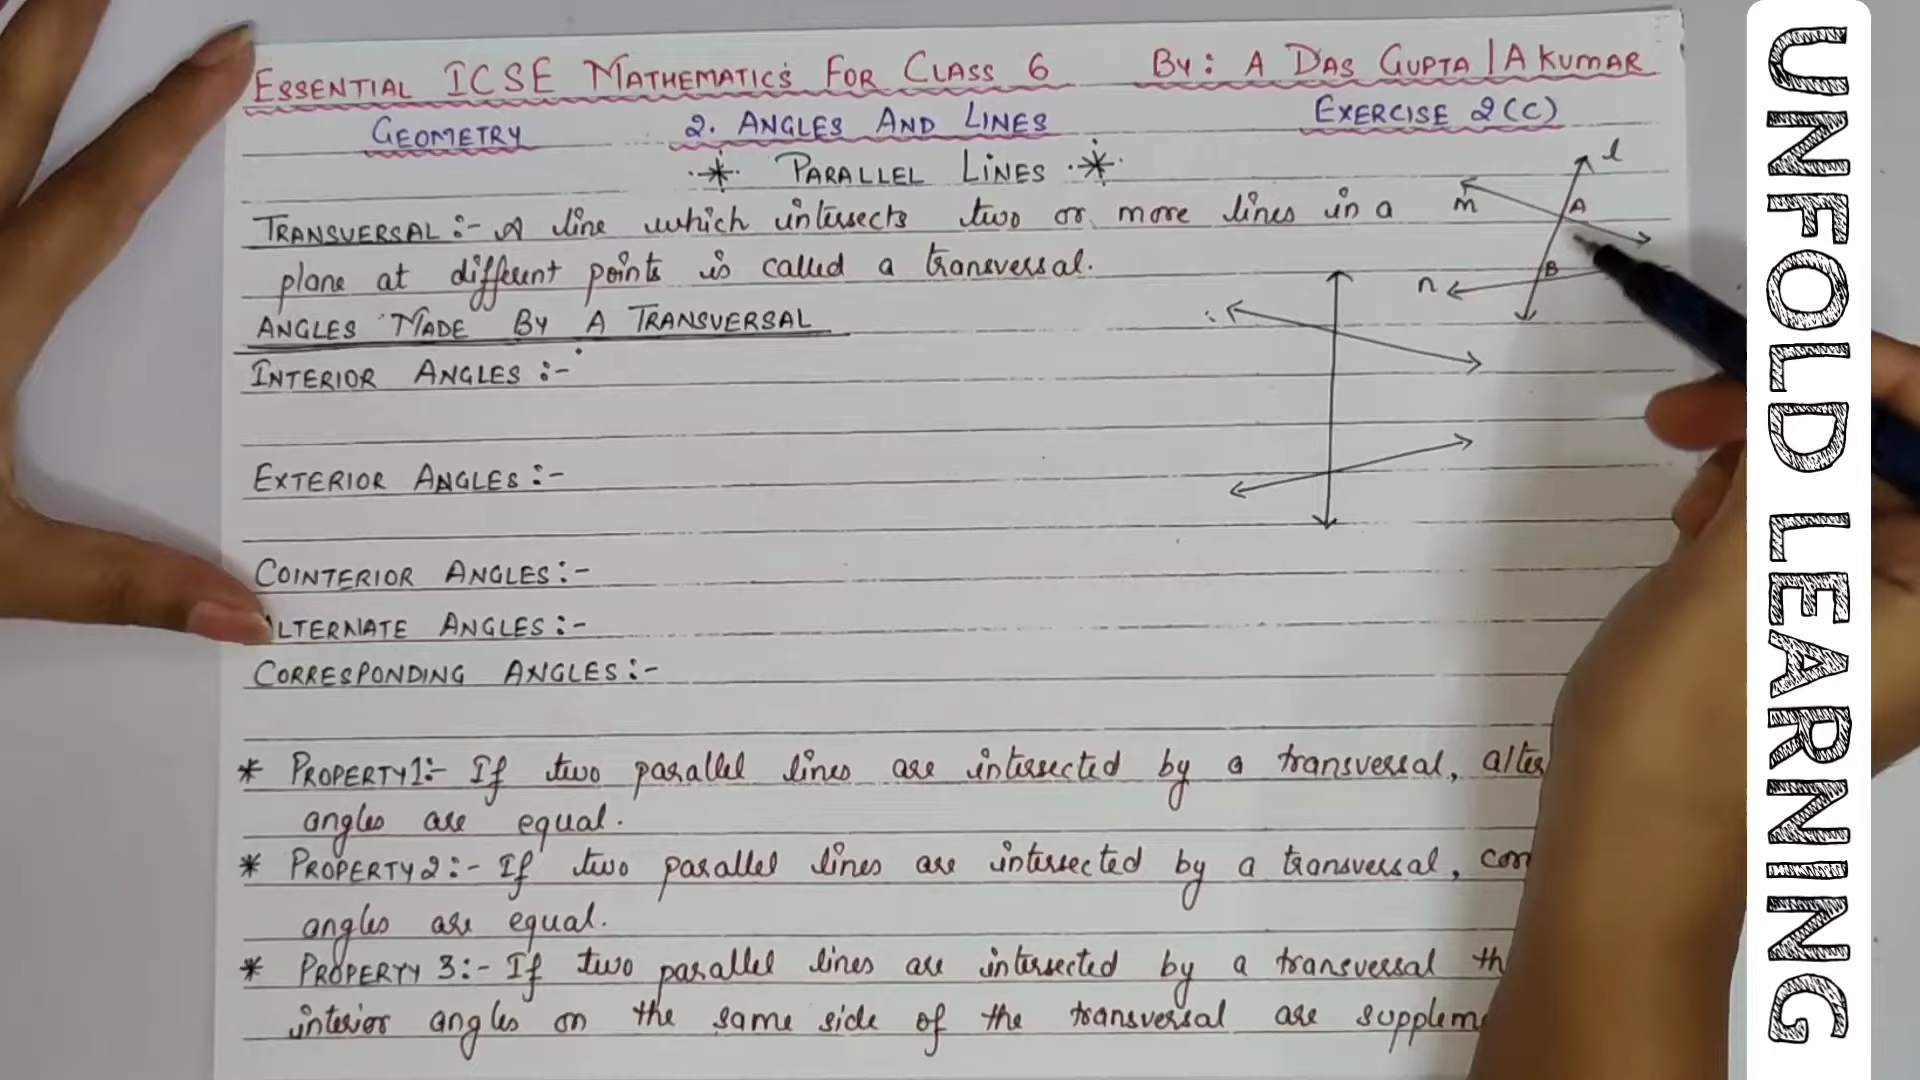 ESSENTIAL ICSE MATHEMATICS FOR CLASS 6 BY: A DAS GUPTA | A KUMAR
GEOMETRY 2. ANGLES AND LINES EXERCISE 2(C)
PARALLEL LINES
TRANSVERSAL:- A line which intersects two or more lines in a
plane at different points is called a transversal.
l
m
A
B
n
ANGLES MADE BY A TRANSVERSAL
INTERIOR ANGLES:-
EXTERIOR ANGLES:-
COINTERIOR ANGLES:-
ALTERNATE ANGLES:-
CORRESPONDING ANGLES:-
* PROPERTY 1:- If two parallel lines are intersected by a transversal, alter
angles are equal.
* PROPERTY 2:- If two parallel lines are intersected by a transversal, corr
angles are equal.
* PROPERTY 3:- If two parallel lines are intersected by a transversal th
interior angles on the same side of the transversal are supplem
UNFOLD LEARNING